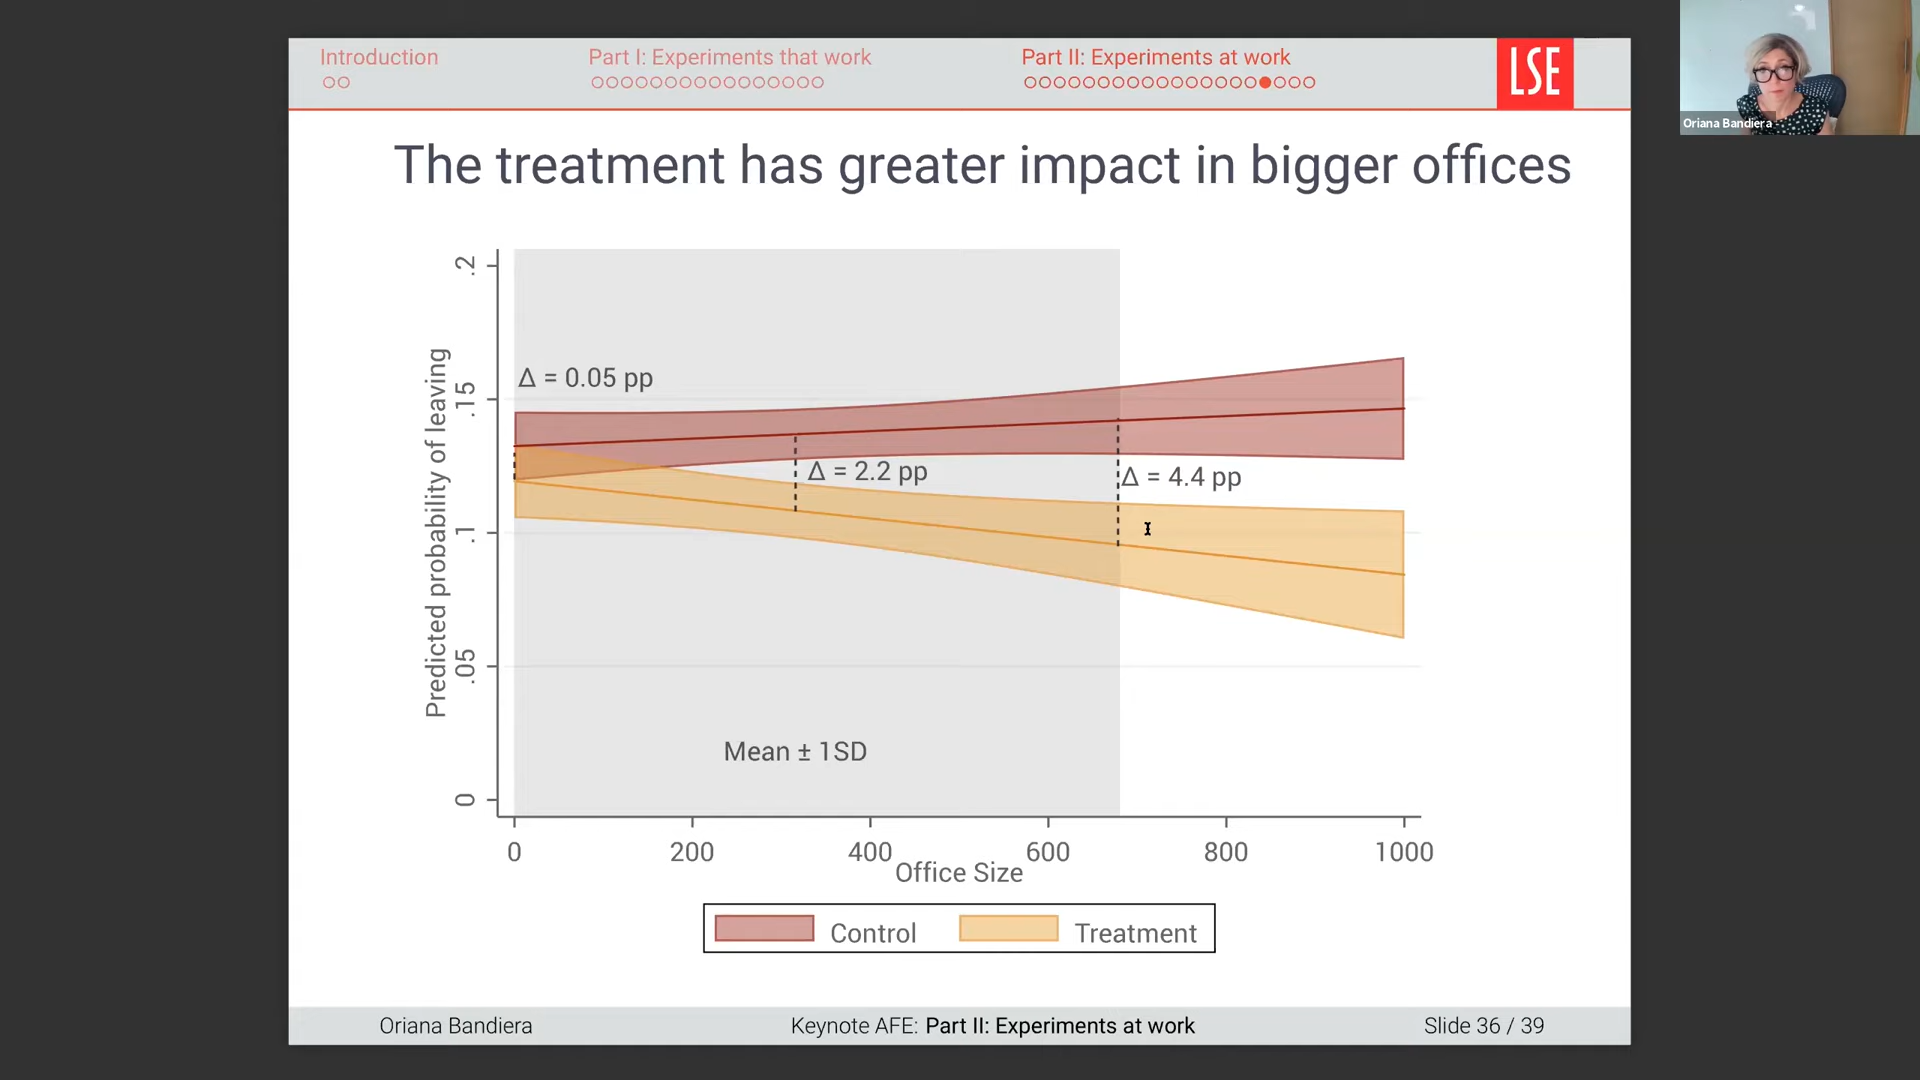 Introduction
Part I: Experiments that work
Part II: Experiments at work
LSE
Oriana Bandiera
The treatment has greater impact in bigger offices
Predicted probability of leaving
.2
.15
.1
.05
0
Δ = 0.05 pp
Δ = 2.2 pp
Δ = 4.4 pp
Mean ± 1SD
0 200 400 600 800 1000
Office Size
Control Treatment
Oriana Bandiera Keynote AFE: Part II: Experiments at work Slide 36 / 39